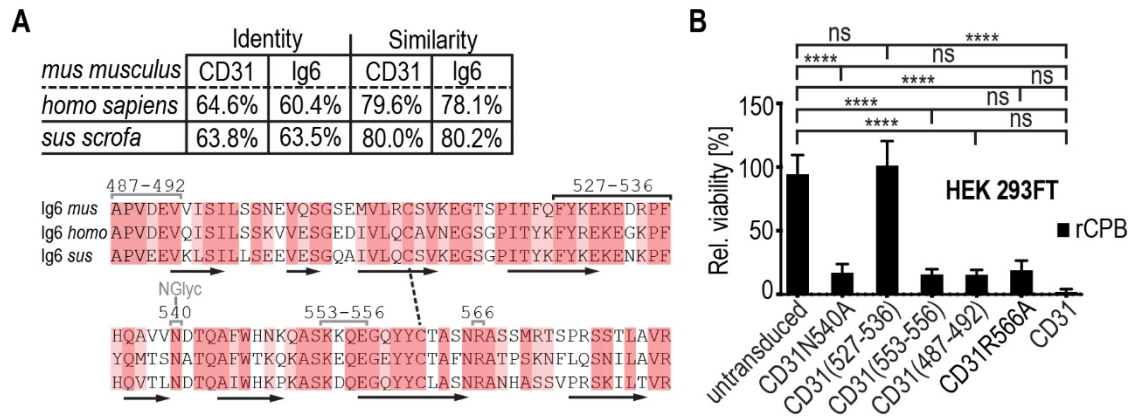 A
Identity Similarity
mus musculus CD31 Ig6 CD31 Ig6
homo sapiens 64.6% 60.4% 79.6% 78.1%
sus scrofa 63.8% 63.5% 80.0% 80.2%
487-492 527-536
Ig6 mus APVDEVVISILSSNEVQSGSEMVLRCSVKEGTSPITFQFYKEKEDRPF
Ig6 homo APVDEVQISILSSKVVESGEDIVLQCAVNEGSGPITYKFYREKEGKPF
Ig6 sus APVEEVKLSILLSEEVESGQAIVLQCSVKEGSGPITYKFYKEKENKPF
NGlyc
540 553-556 566
HQAVVNDTQAFWHNKQASKKQEGQYYCTASNRASSMRTSPRSSTLAVR
YQMTSNATQAFWTKQKASKEQEGEYYCTAFNRATPSKNFLQSNILAVR
HQVTLNDTQAIWHKPKASKDQEGQYYCLASNRANHASSVPRSKILTVR
B
ns ****
**** ns
**** ns
**** ns
**** ns
Rel. viability [%]
150
100
50
0
HEK 293FT
rCPB
untransduced
CD31N540A
CD31(527-536)
CD31(553-556)
CD31(487-492)
CD31R566A
CD31